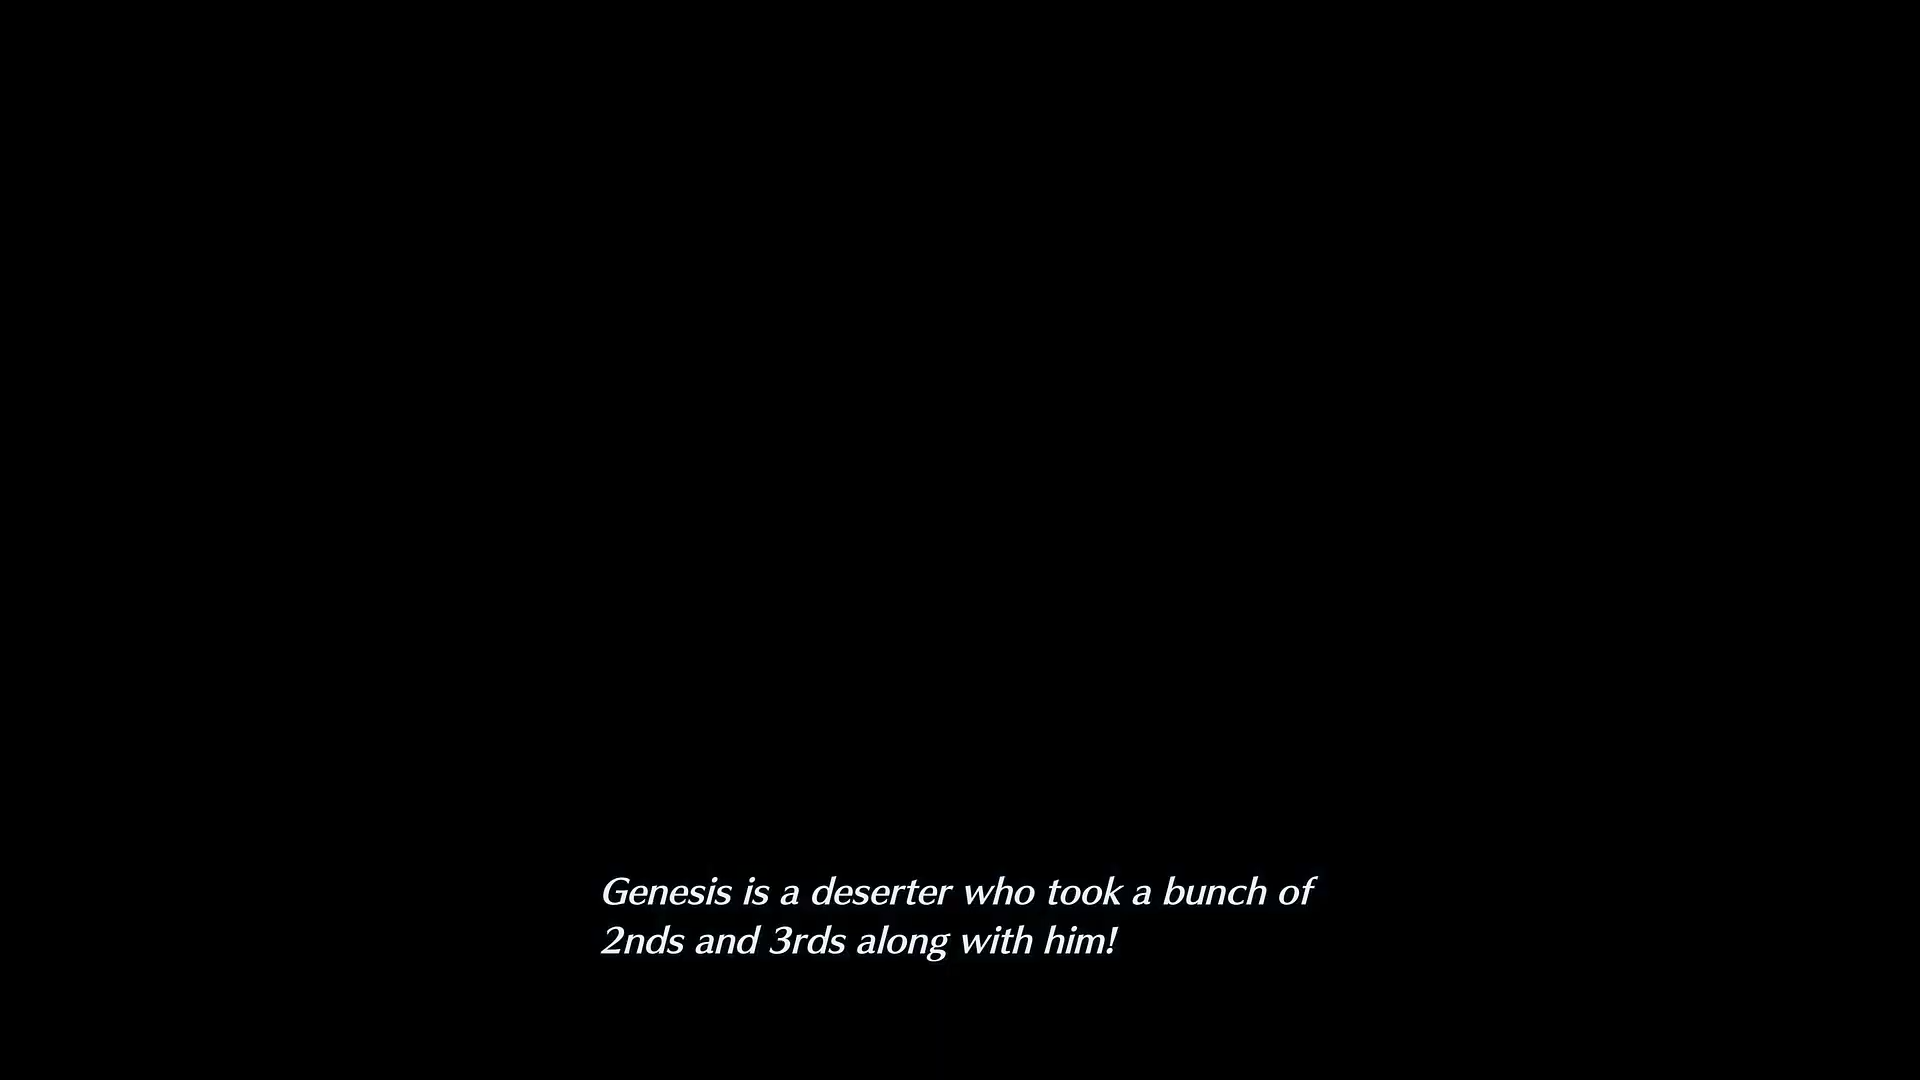 Genesis is a deserter who took a bunch of
2nds and 3rds along with him!